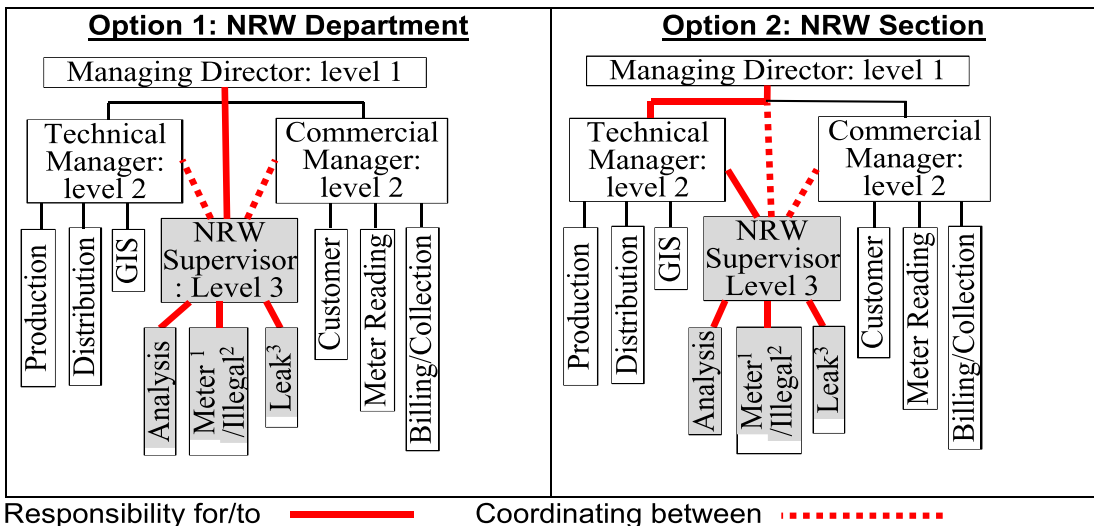 Option 1: NRW Department
Managing Director: level 1
Technical
Manager:
level 2
Commercial
Manager:
level 2
NRW
Supervisor
: Level 3
Production
Distribution
GIS
Customer
Meter Reading
Billing/Collection
Analysis
Meter¹
/Illegal²
Leak³
Option 2: NRW Section
Managing Director: level 1
Technical
Manager:
level 2
Commercial
Manager:
level 2
NRW
Supervisor
Level 3
Production
Distribution
GIS
Customer
Meter Reading
Billing/Collection
Analysis
Meter¹
/Illegal²
Leak³
Responsibility for/to
Coordinating between